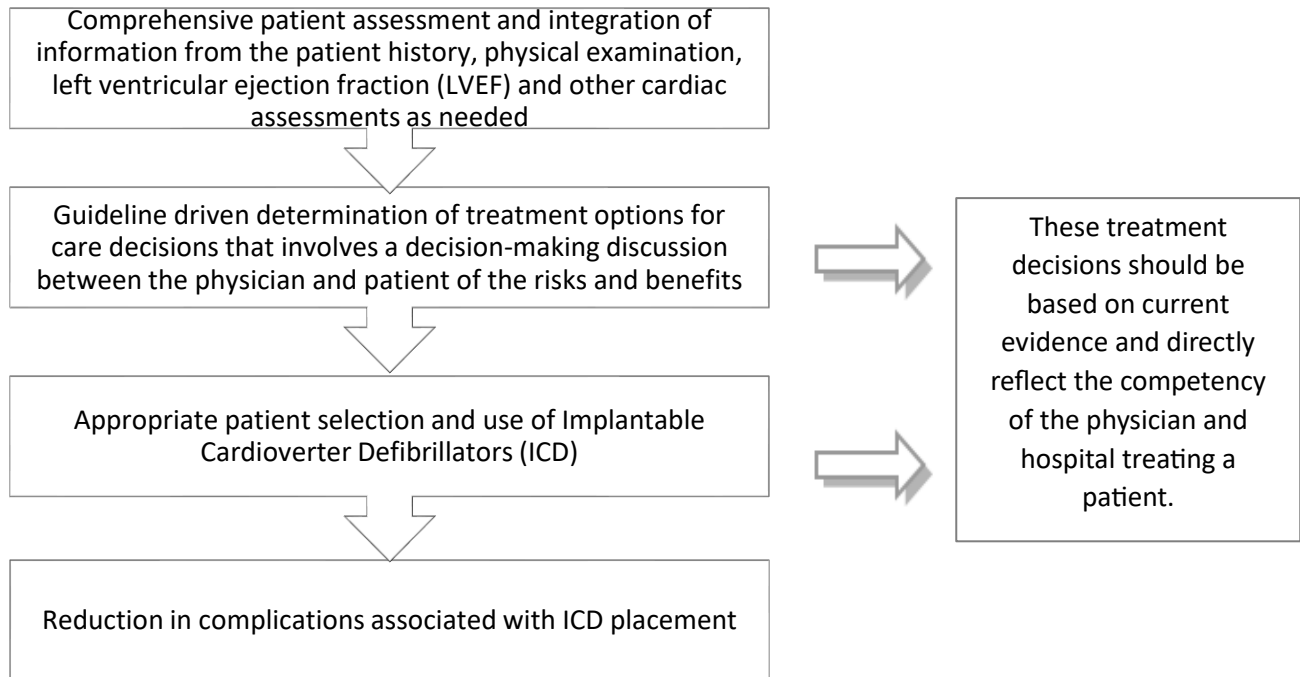 Comprehensive patient assessment and integration of
information from the patient history, physical examination,
left ventricular ejection fraction (LVEF) and other cardiac
assessments as needed
Guideline driven determination of treatment options for
care decisions that involves a decision-making discussion
between the physician and patient of the risks and benefits
Appropriate patient selection and use of Implantable
Cardioverter Defibrillators (ICD)
Reduction in complications associated with ICD placement
These treatment
decisions should be
based on current
evidence and directly
reflect the competency
of the physician and
hospital treating a
patient.